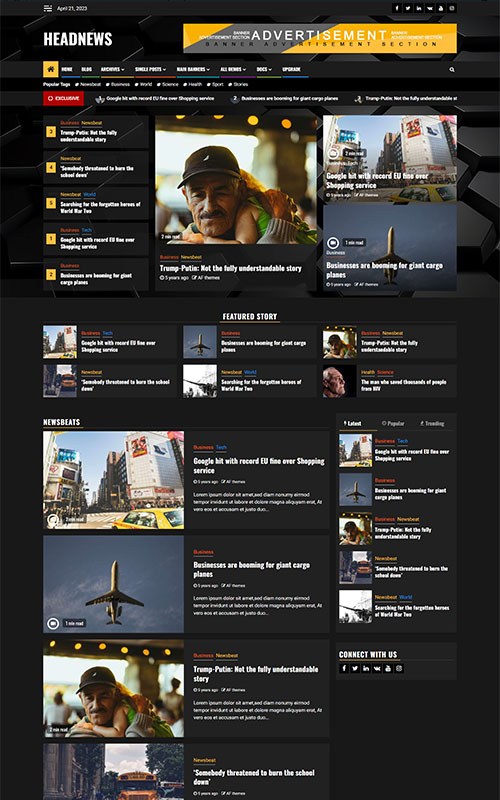 April 21, 2023
HEADNEWS
BANNER
ADVERTISEMENT SECTION
ADVERTISEMENT
BANNER
ADVERTISEMENT SECTION
BANNER ADVERTISEMENT SECTION
HOME BLOG ARCHIVES SINGLE POSTS MAIN BANNERS ALL DEMOS DOCS UPGRADE
Popular Tags # Newsbeat # Business # World # Science # Health # Sport # Stories
EXCLUSIVE
Google hit with record EU fine over Shopping service
2 Businesses are booming for giant cargo planes
Trump-Putin: Not the fully understandable st
3
Business Newsbeat
Trump-Putin: Not the fully
understandable story
4
Newsbeat
'Somebody threatened to burn the
school down'
5
Newsbeat World
Searching for the forgotten heroes of
World War Two
1
Business Tech
Google hit with record EU fine over
Shopping service
2
Business
Businesses are booming for giant
cargo planes
2 min read
Business Newsbeat
Trump-Putin: Not the fully understandable story
5 years ago AF themes
2 min read
Business Tech
Google hit with record EU fine over
Shopping service
5 years ago AF themes
1 min read
Business
Businesses are booming for giant cargo
planes
5 years ago AF themes
FEATURED STORY
Business Tech
Google hit with record EU fine over
Shopping service
Business
Businesses are booming for giant cargo
planes
Business Newsbeat
Trump-Putin: Not the fully
understandable story
Newsbeat
'Somebody threatened to burn the school
down'
Newsbeat World
Searching for the forgotten heroes of
World War Two
Health Science
The man who saved thousands of people
from HIV
NEWSBEATS
2 min read
Business Tech
Google hit with record EU fine over Shopping
service
5 years ago AF themes
Lorem ipsum dolor sit amet,sed diam nonumy eirmod
tempor invidunt ut labore et dolore magna aliquyam erat, At
vero eos et accusam et justo duo...
1 min read
Business
Businesses are booming for giant cargo
planes
5 years ago AF themes
Lorem ipsum dolor sit amet,sed diam nonumy eirmod
tempor invidunt ut labore et dolore magna aliquyam erat, At
vero eos et accusam et justo duo...
2 min read
Business Newsbeat
Trump-Putin: Not the fully understandable
story
5 years ago AF themes
Lorem ipsum dolor sit amet,sed diam nonumy eirmod
tempor invidunt ut labore et dolore magna aliquyam erat, At
vero eos et accusam et justo duo...
Newsbeat
'Somebody threatened to burn the school
down'
5 years ago AF themes
Latest Popular Trending
Business Tech
Google hit with record EU fine over
Shopping service
Business
Businesses are booming for giant
cargo planes
Business Newsbeat
Trump-Putin: Not the fully
understandable story
Newsbeat
'Somebody threatened to burn the
school down'
Newsbeat World
Searching for the forgotten heroes of
World War Two
CONNECT WITH US